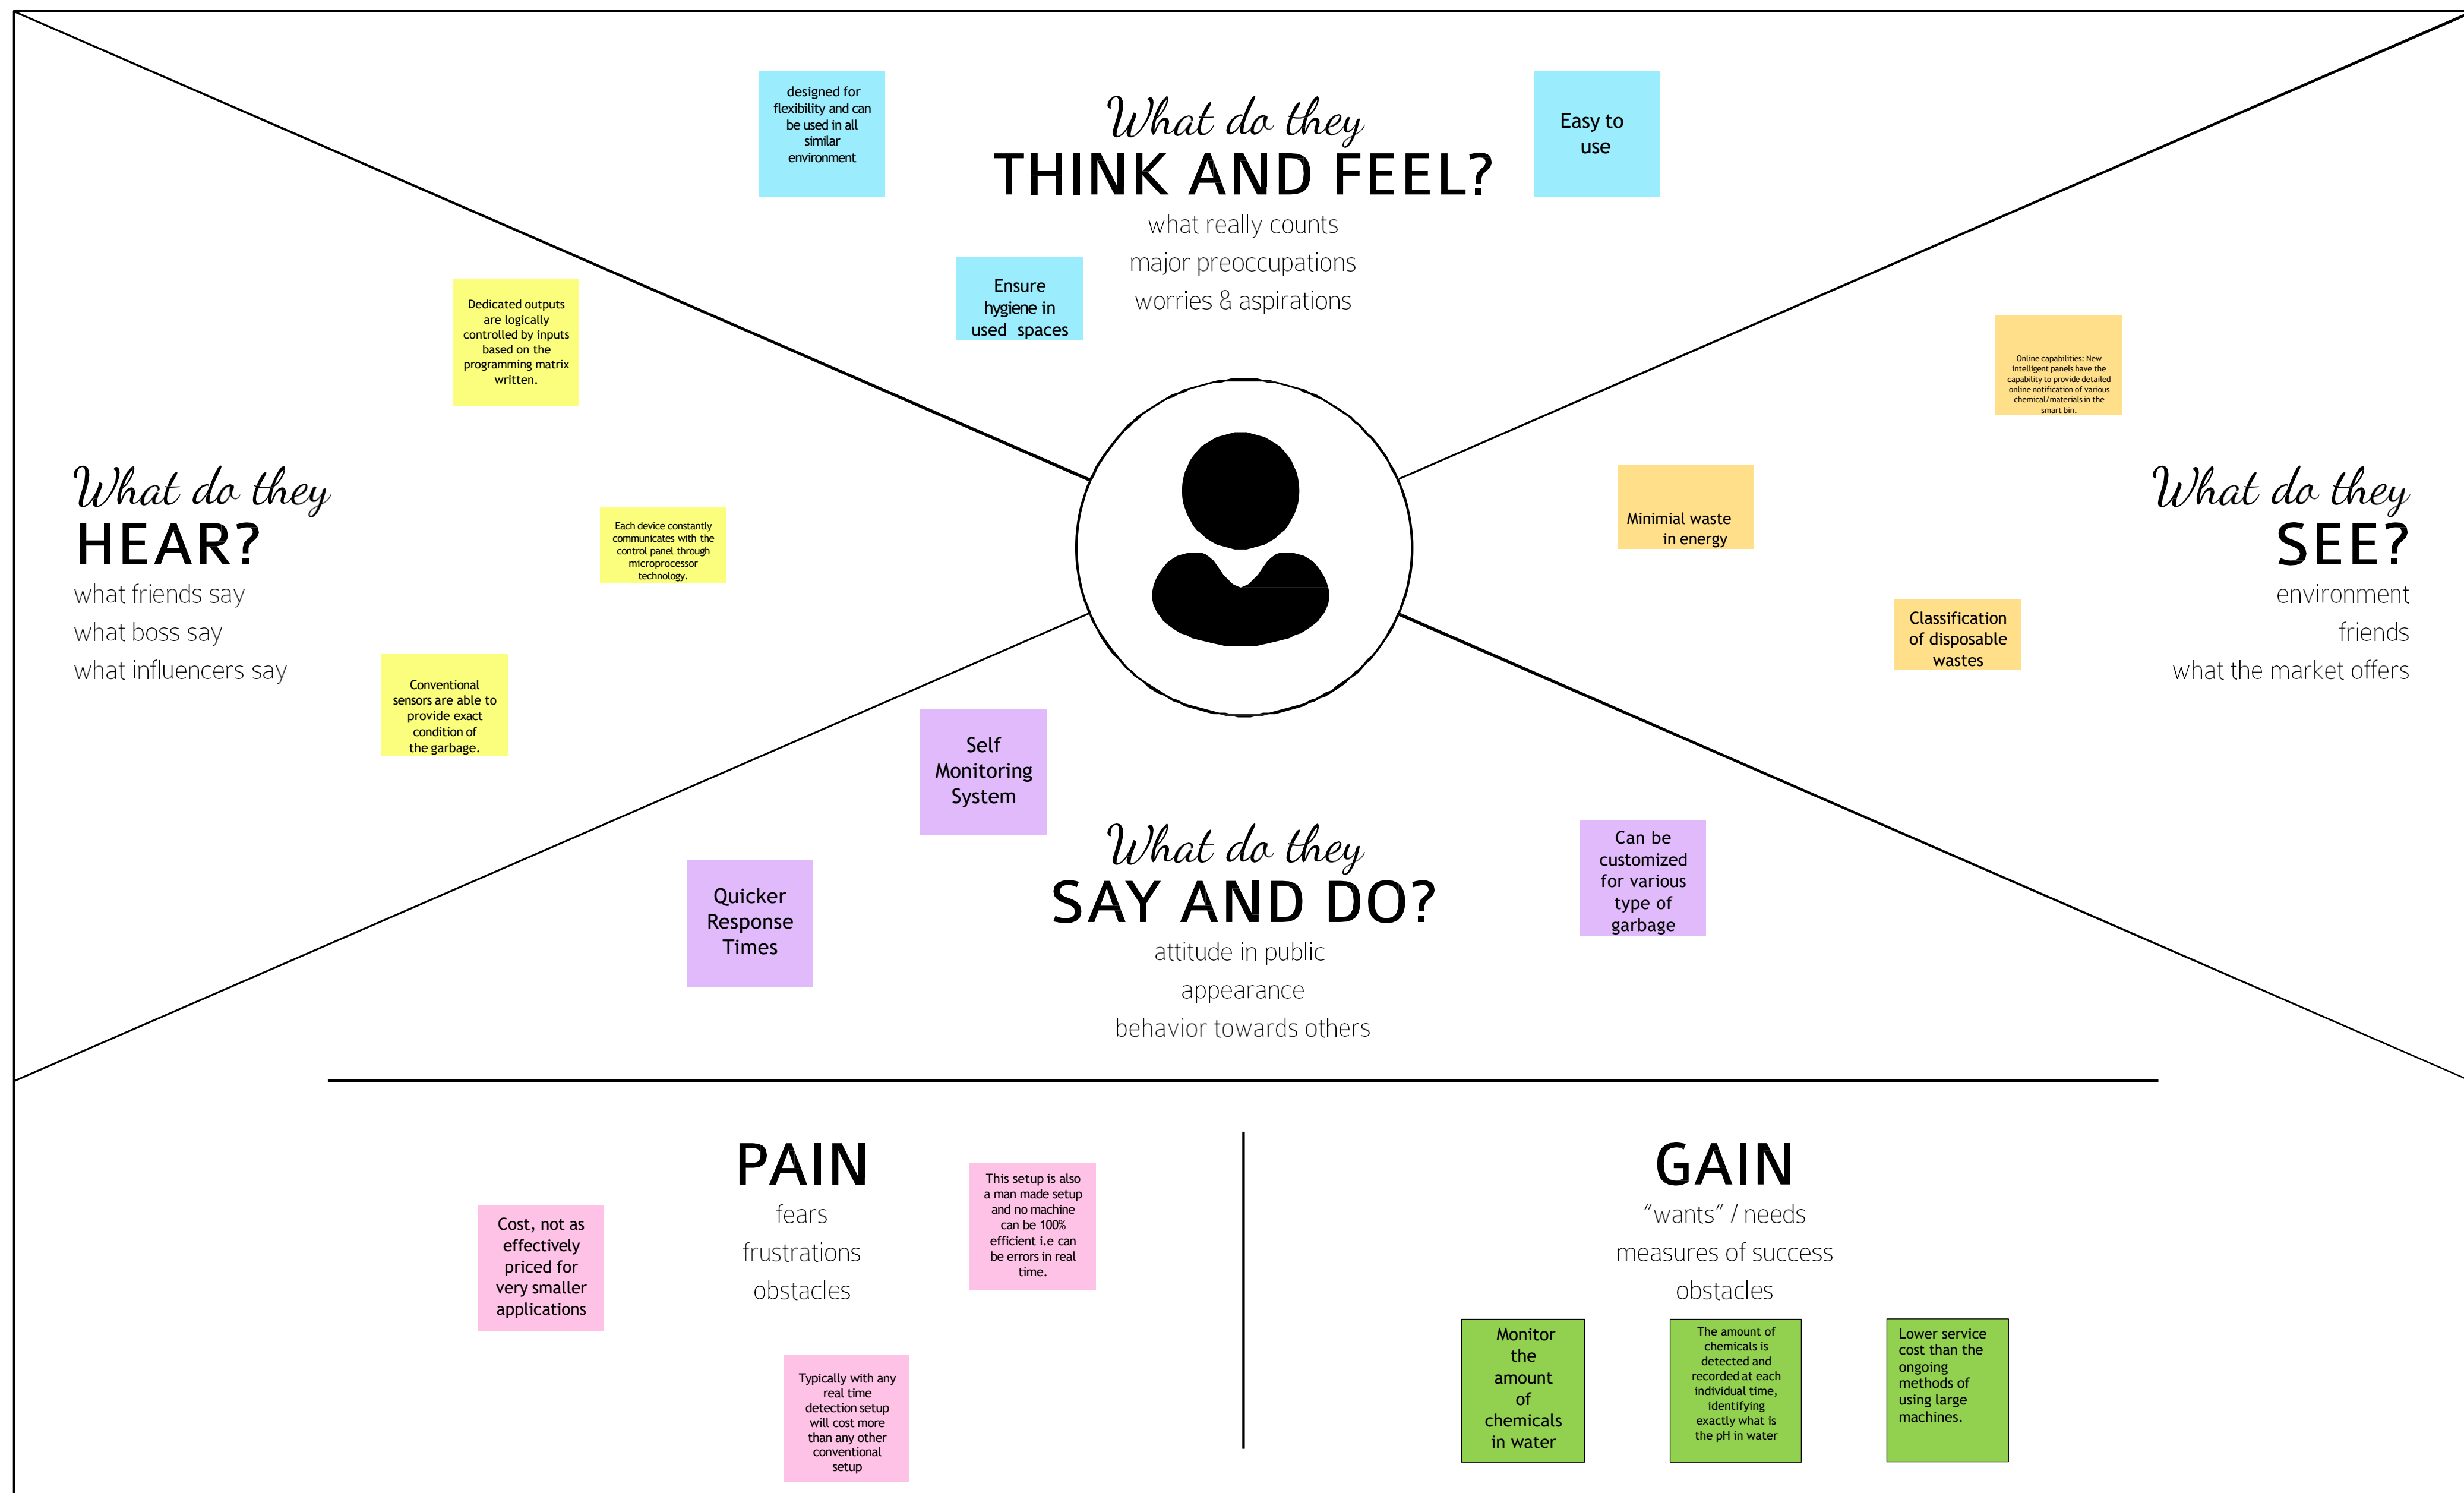 designed for
flexibility and can
be used in all
similar
environment
What do they
THINK AND FEEL?
what really counts
major preoccupations
worries & aspirations
Easy to
use
Ensure
hygiene in
used spaces
Dedicated outputs
are logically
controlled by inputs
based on the
programming matrix
written.
What do they
HEAR?
what friends say
what boss say
what influencers say
Each device constantly
communicates with the
control panel through
microprocessor
technology.
Conventional
sensors are able to
provide exact
condition of
the garbage.
Online capabilities: New
intelligent panels have the
capability to provide detailed
online notification of various
chemical/materials in the
smart bin.
Minimial waste
in energy
Classification
of disposable
wastes
What do they
SEE?
environment
friends
what the market offers
Self
Monitoring
System
Quicker
Response
Times
What do they
SAY AND DO?
attitude in public
appearance
behavior towards others
Can be
customized
for various
type of
garbage
PAIN
fears
frustrations
obstacles
Cost, not as
effectively
priced for
very smaller
applications
This setup is also
a man made setup
and no machine
can be 100%
efficient i.e can
be errors in real
time.
Typically with any
real time
detection setup
will cost more
than any other
conventional
setup
GAIN
“wants” / needs
measures of success
obstacles
Monitor
the
amount
of
chemicals
in water
The amount of
chemicals is
detected and
recorded at each
individual time,
identifying
exactly what is
the pH in water
Lower service
cost than the
ongoing
methods of
using large
machines.